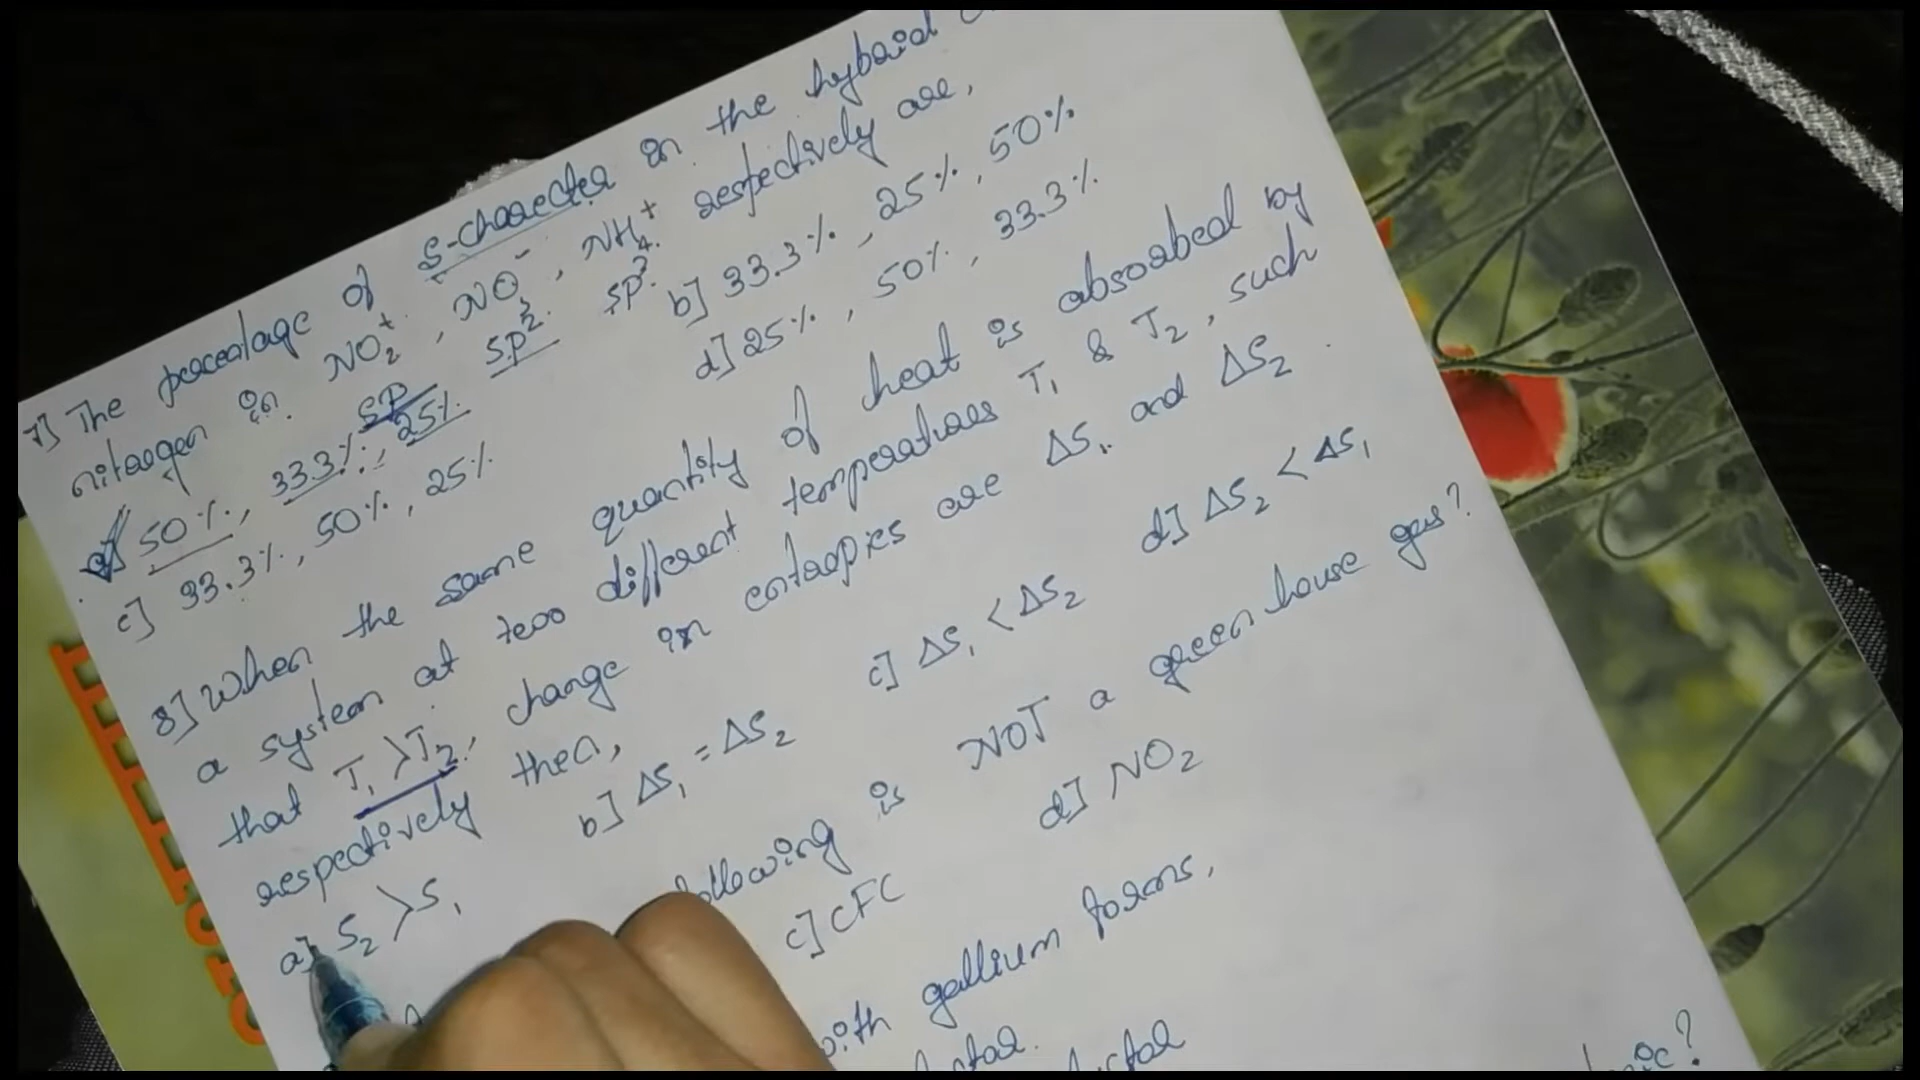 7] The percentage of s-character in the hybrid
nitrogen in NO₂⁺, NO₃⁻, NH₄⁺ respectively are,
sp sp² sp³
a] 50%, 33.3%, 25%
b] 33.3%, 25%, 50%
c] 33.3%, 50%, 25%
d] 25%, 50%, 33.3%
8] When the same quantity of heat is absorbed by
a system at two different temperatures T₁ & T₂, such
that T₁ > T₂, change in entropies are ΔS₁ and ΔS₂
respectively then,
a] S₂ > S₁
b] ΔS₁ = ΔS₂
c] ΔS₁ < ΔS₂
d] ΔS₂ < ΔS₁
following is NOT a green house gas?
c] CFC
d] NO₂
with gallium forms,